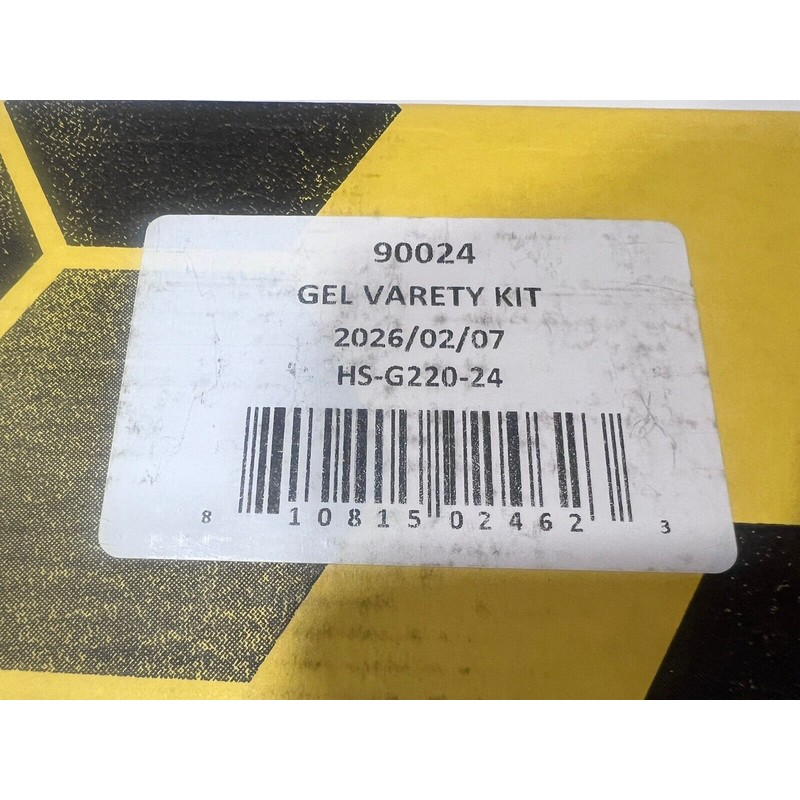 90024
GEL VARETY KIT
2026/02/07
HS-G220-24
8 10815 02462 3